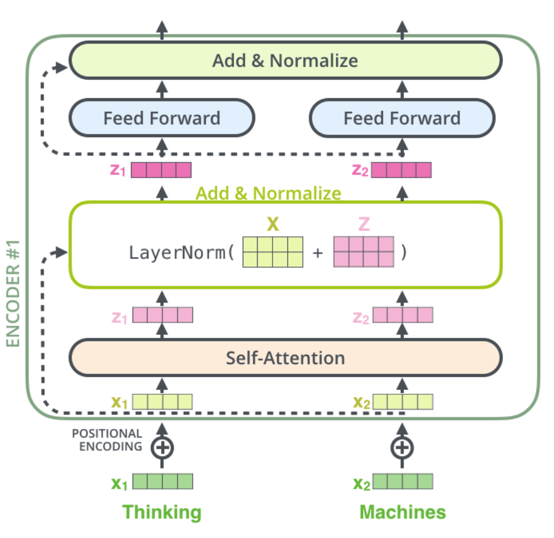 Add & Normalize
Feed Forward
Feed Forward
z1
z2
Add & Normalize
X
Z
LayerNorm( + )
ENCODER #1
z1
z2
Self-Attention
x1
x2
POSITIONAL
ENCODING
x1
x2
Thinking
Machines